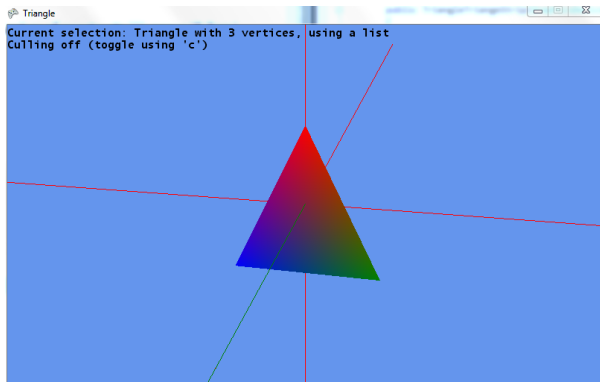 Triangle
Current selection: Triangle with 3 vertices, using a list
Culling off (toggle using 'c')